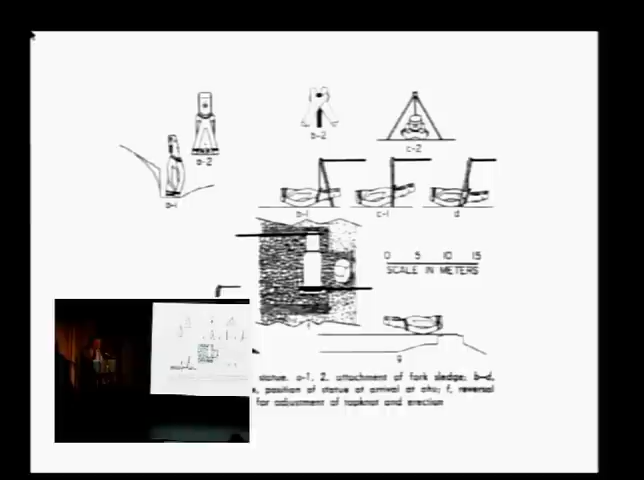 a-2
b-2
c-2
a-1
b-1
c-1
d
0 5 10 15
SCALE IN METERS
g
statue. a-1, 2, attachment of fork sledge; b-d,
e, position of statue at arrival at ahu; f, reversal
for adjustment of topknot and erection